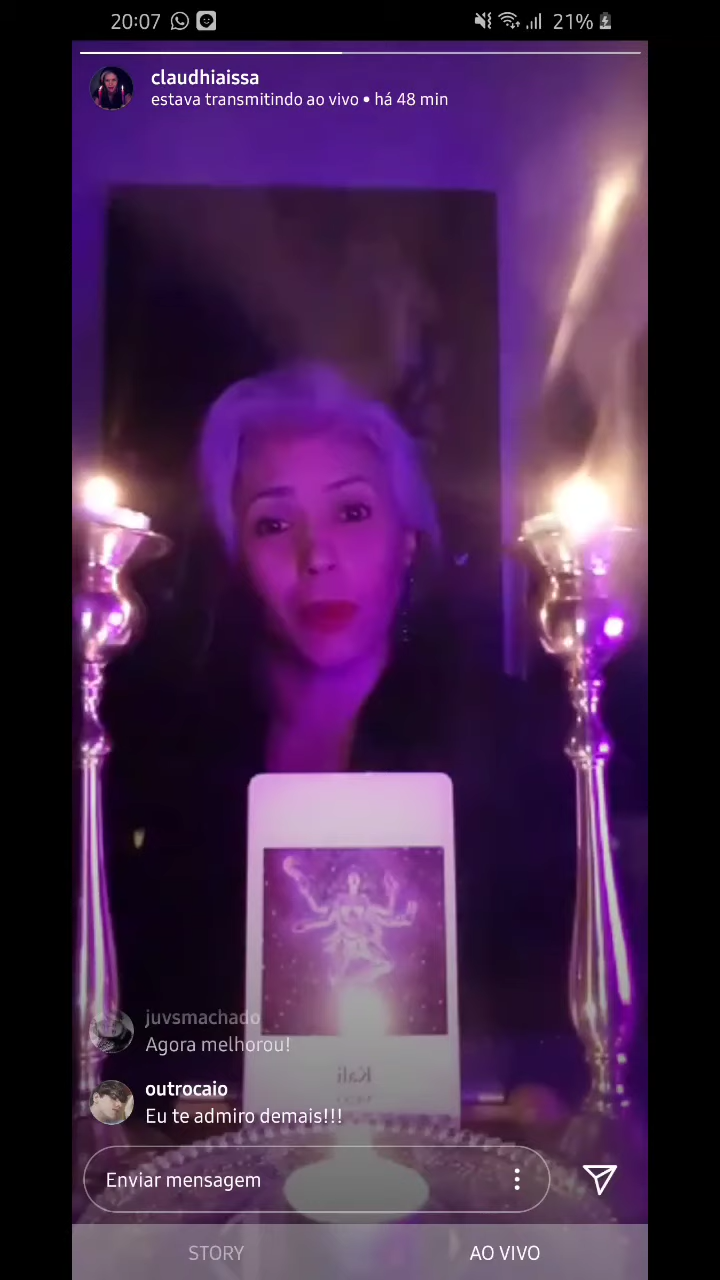 20:07
21%
claudhiaissa
estava transmitindo ao vivo • há 48 min
juvsmachado
Agora melhorou!
Kali
outrocaio
Eu te admiro demais!!!
Enviar mensagem
STORY
AO VIVO